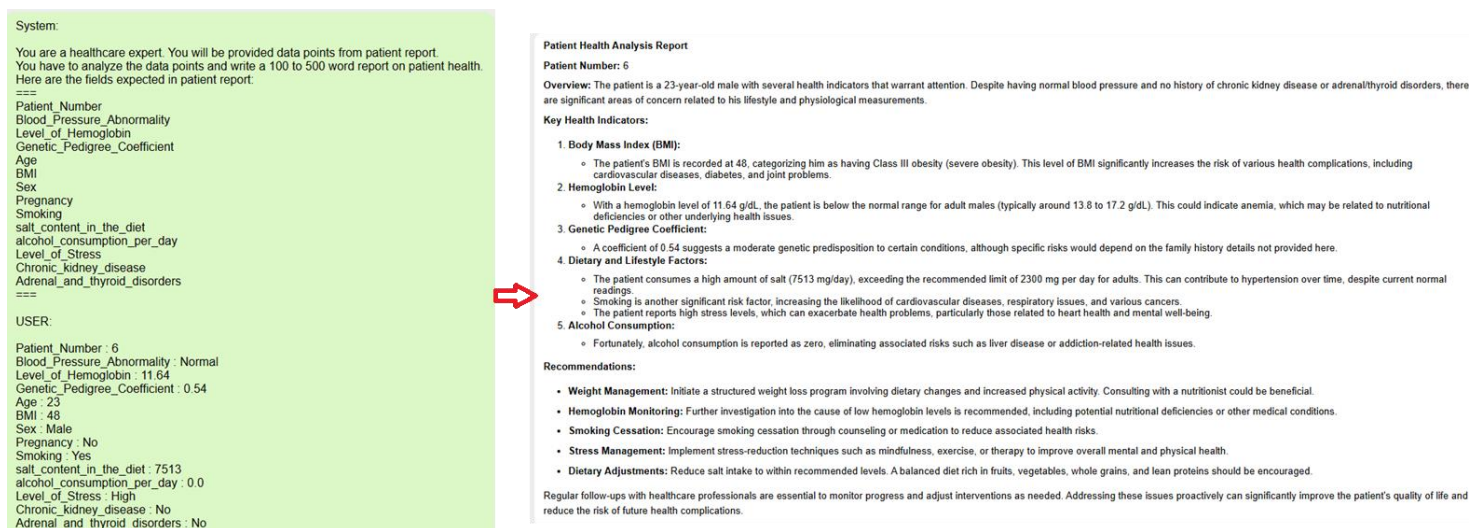 System:
You are a healthcare expert. You will be provided data points from patient report.
You have to analyze the data points and write a 100 to 500 word report on patient health.
Here are the fields expected in patient report:
===
Patient_Number
Blood_Pressure_Abnormality
Level_of_Hemoglobin
Genetic_Pedigree_Coefficient
Age
BMI
Sex
Pregnancy
Smoking
salt_content_in_the_diet
alcohol_consumption_per_day
Level_of_Stress
Chronic_kidney_disease
Adrenal_and_thyroid_disorders
===
USER:
Patient_Number : 6
Blood_Pressure_Abnormality : Normal
Level_of_Hemoglobin : 11.64
Genetic_Pedigree_Coefficient : 0.54
Age : 23
BMI : 48
Sex : Male
Pregnancy : No
Smoking : Yes
salt_content_in_the_diet : 7513
alcohol_consumption_per_day : 0.0
Level_of_Stress : High
Chronic_kidney_disease : No
Adrenal_and_thyroid_disorders : No
Patient Health Analysis Report
Patient Number: 6
Overview: The patient is a 23-year-old male with several health indicators that warrant attention. Despite having normal blood pressure and no history of chronic kidney disease or adrenal/thyroid disorders, there
are significant areas of concern related to his lifestyle and physiological measurements.
Key Health Indicators:
1. Body Mass Index (BMI):
◦ The patient's BMI is recorded at 48, categorizing him as having Class III obesity (severe obesity). This level of BMI significantly increases the risk of various health complications, including
cardiovascular diseases, diabetes, and joint problems.
2. Hemoglobin Level:
◦ With a hemoglobin level of 11.64 g/dL, the patient is below the normal range for adult males (typically around 13.8 to 17.2 g/dL). This could indicate anemia, which may be related to nutritional
deficiencies or other underlying health issues.
3. Genetic Pedigree Coefficient:
◦ A coefficient of 0.54 suggests a moderate genetic predisposition to certain conditions, although specific risks would depend on the family history details not provided here.
4. Dietary and Lifestyle Factors:
◦ The patient consumes a high amount of salt (7513 mg/day), exceeding the recommended limit of 2300 mg per day for adults. This can contribute to hypertension over time, despite current normal
readings.
◦ Smoking is another significant risk factor, increasing the likelihood of cardiovascular diseases, respiratory issues, and various cancers.
◦ The patient reports high stress levels, which can exacerbate health problems, particularly those related to heart health and mental well-being.
5. Alcohol Consumption:
◦ Fortunately, alcohol consumption is reported as zero, eliminating associated risks such as liver disease or addiction-related health issues.
Recommendations:
• Weight Management: Initiate a structured weight loss program involving dietary changes and increased physical activity. Consulting with a nutritionist could be beneficial.
• Hemoglobin Monitoring: Further investigation into the cause of low hemoglobin levels is recommended, including potential nutritional deficiencies or other medical conditions.
• Smoking Cessation: Encourage smoking cessation through counseling or medication to reduce associated health risks.
• Stress Management: Implement stress-reduction techniques such as mindfulness, exercise, or therapy to improve overall mental and physical health.
• Dietary Adjustments: Reduce salt intake to within recommended levels. A balanced diet rich in fruits, vegetables, whole grains, and lean proteins should be encouraged.
Regular follow-ups with healthcare professionals are essential to monitor progress and adjust interventions as needed. Addressing these issues proactively can significantly improve the patient's quality of life and
reduce the risk of future health complications.